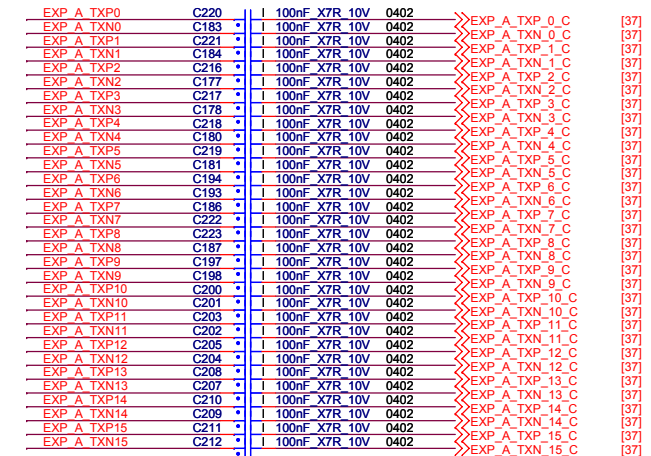 EXP_A_TXP0 C220 I 100nF_X7R_10V 0402 EXP_A_TXP_0_C [37]
EXP_A_TXN0 C183 I 100nF_X7R_10V 0402 EXP_A_TXN_0_C [37]
EXP_A_TXP1 C221 I 100nF_X7R_10V 0402 EXP_A_TXP_1_C [37]
EXP_A_TXN1 C184 I 100nF_X7R_10V 0402 EXP_A_TXN_1_C [37]
EXP_A_TXP2 C216 I 100nF_X7R_10V 0402 EXP_A_TXP_2_C [37]
EXP_A_TXN2 C177 I 100nF_X7R_10V 0402 EXP_A_TXN_2_C [37]
EXP_A_TXP3 C217 I 100nF_X7R_10V 0402 EXP_A_TXP_3_C [37]
EXP_A_TXN3 C178 I 100nF_X7R_10V 0402 EXP_A_TXN_3_C [37]
EXP_A_TXP4 C218 I 100nF_X7R_10V 0402 EXP_A_TXP_4_C [37]
EXP_A_TXN4 C180 I 100nF_X7R_10V 0402 EXP_A_TXN_4_C [37]
EXP_A_TXP5 C219 I 100nF_X7R_10V 0402 EXP_A_TXP_5_C [37]
EXP_A_TXN5 C181 I 100nF_X7R_10V 0402 EXP_A_TXN_5_C [37]
EXP_A_TXP6 C194 I 100nF_X7R_10V 0402 EXP_A_TXP_6_C [37]
EXP_A_TXN6 C193 I 100nF_X7R_10V 0402 EXP_A_TXN_6_C [37]
EXP_A_TXP7 C186 I 100nF_X7R_10V 0402 EXP_A_TXP_7_C [37]
EXP_A_TXN7 C222 I 100nF_X7R_10V 0402 EXP_A_TXN_7_C [37]
EXP_A_TXP8 C223 I 100nF_X7R_10V 0402 EXP_A_TXP_8_C [37]
EXP_A_TXN8 C187 I 100nF_X7R_10V 0402 EXP_A_TXN_8_C [37]
EXP_A_TXP9 C197 I 100nF_X7R_10V 0402 EXP_A_TXP_9_C [37]
EXP_A_TXN9 C198 I 100nF_X7R_10V 0402 EXP_A_TXN_9_C [37]
EXP_A_TXP10 C200 I 100nF_X7R_10V 0402 EXP_A_TXP_10_C [37]
EXP_A_TXN10 C201 I 100nF_X7R_10V 0402 EXP_A_TXN_10_C [37]
EXP_A_TXP11 C203 I 100nF_X7R_10V 0402 EXP_A_TXP_11_C [37]
EXP_A_TXN11 C202 I 100nF_X7R_10V 0402 EXP_A_TXN_11_C [37]
EXP_A_TXP12 C205 I 100nF_X7R_10V 0402 EXP_A_TXP_12_C [37]
EXP_A_TXN12 C204 I 100nF_X7R_10V 0402 EXP_A_TXN_12_C [37]
EXP_A_TXP13 C208 I 100nF_X7R_10V 0402 EXP_A_TXP_13_C [37]
EXP_A_TXN13 C207 I 100nF_X7R_10V 0402 EXP_A_TXN_13_C [37]
EXP_A_TXP14 C210 I 100nF_X7R_10V 0402 EXP_A_TXP_14_C [37]
EXP_A_TXN14 C209 I 100nF_X7R_10V 0402 EXP_A_TXN_14_C [37]
EXP_A_TXP15 C211 I 100nF_X7R_10V 0402 EXP_A_TXP_15_C [37]
EXP_A_TXN15 C212 I 100nF_X7R_10V 0402 EXP_A_TXN_15_C [37]